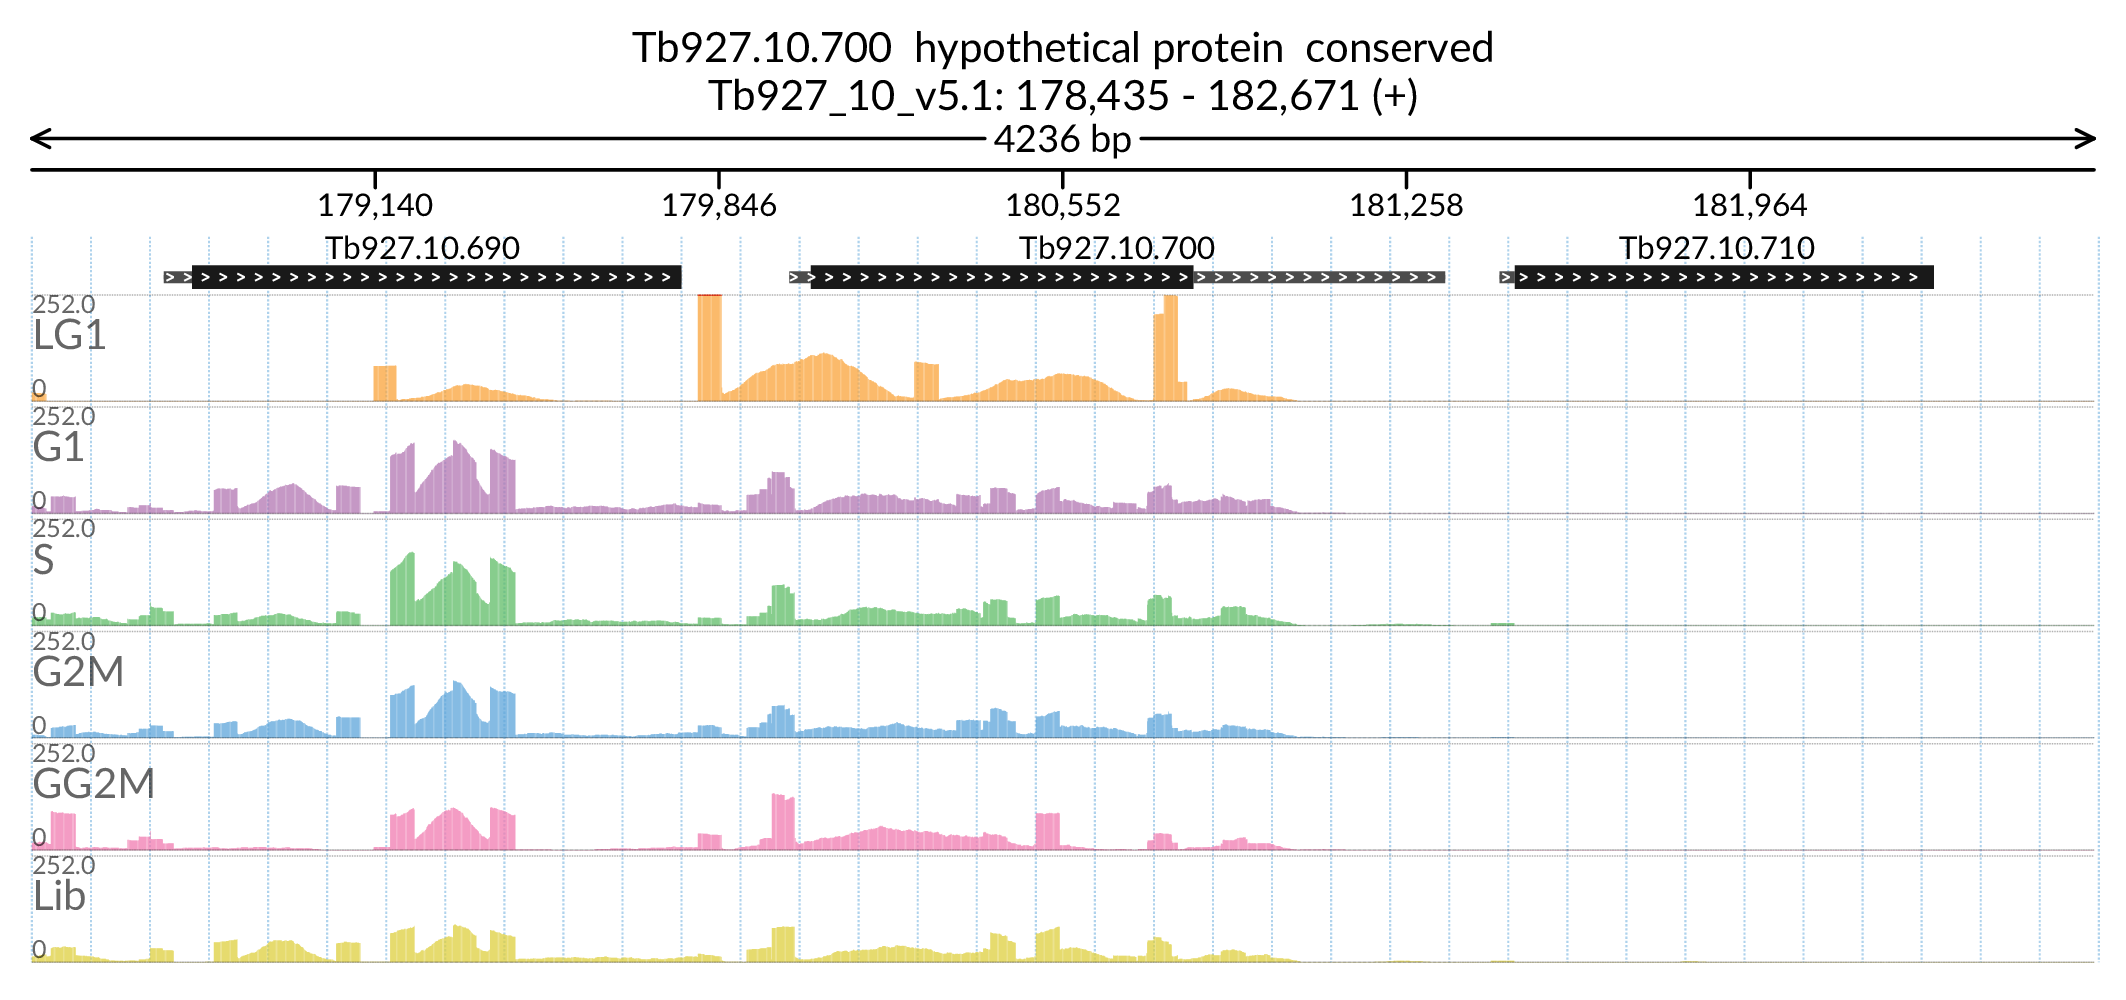 Tb927.10.700  hypothetical protein  conserved
Tb927_10_v5.1: 178,435 - 182,671 (+)
4236 bp
179,140 179,846 180,552 181,258 181,964
Tb927.10.690 Tb927.10.700 Tb927.10.710
252.0
LG1
0
252.0
G1
0
252.0
S
0
252.0
G2M
0
252.0
GG2M
0
252.0
Lib
0